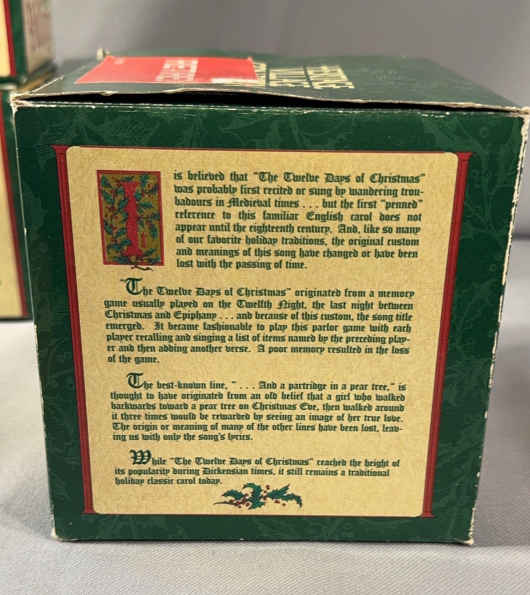 I is believed that "The Twelve Days of Christmas"
was probably first recited or sung by wandering trou-
badours in Medieval times . . . but the first "penned"
reference to this familiar English carol does not
appear until the eighteenth century. And, like so many
of our favorite holiday traditions, the original custom
and meanings of this song have changed or have been
lost with the passing of time.
The Twelve Days of Christmas" originated from a memory
game usually played on the Twelfth Night, the last night between
Christmas and Epiphany . . . and because of this custom, the song title
emerged. It became fashionable to play this parlor game with each
player recalling and singing a list of items named by the preceding play-
er and then adding another verse. A poor memory resulted in the loss
of the game.
The best-known line, " . . . And a partridge in a pear tree," is
thought to have originated from an old belief that a girl who walked
backwards toward a pear tree on Christmas Eve, then walked around
it three times would be rewarded by seeing an image of her true love.
The origin or meaning of many of the other lines have been lost, leav-
ing us with only the song's lyrics.
While "The Twelve Days of Christmas" reached the height of
its popularity during Dickensian times, it still remains a traditional
holiday classic carol today.